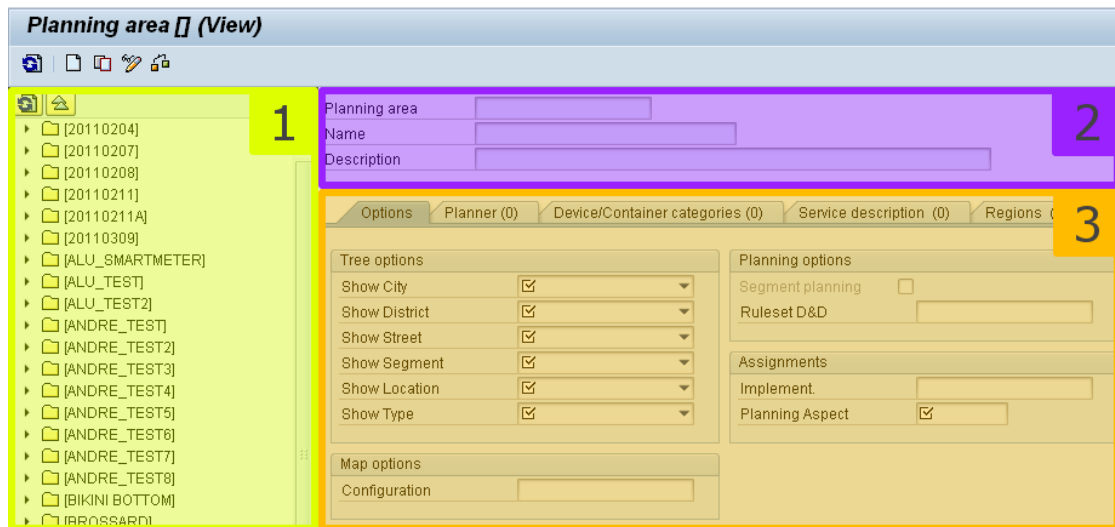 Planning area [] (View)
1
[20110204]
[20110207]
[20110208]
[20110211]
[20110211A]
[20110309]
[ALU_SMARTMETER]
[ALU_TEST]
[ALU_TEST2]
[ANDRE_TEST]
[ANDRE_TEST2]
[ANDRE_TEST3]
[ANDRE_TEST4]
[ANDRE_TEST5]
[ANDRE_TEST6]
[ANDRE_TEST7]
[ANDRE_TEST8]
[BIKINI BOTTOM]
[BROSSARD]
2
Planning area
Name
Description
3
Options Planner (0) Device/Container categories (0) Service description (0) Regions (
Tree options
Show City
Show District
Show Street
Show Segment
Show Location
Show Type
Map options
Configuration
Planning options
Segment planning
Ruleset D&D
Assignments
Implement.
Planning Aspect